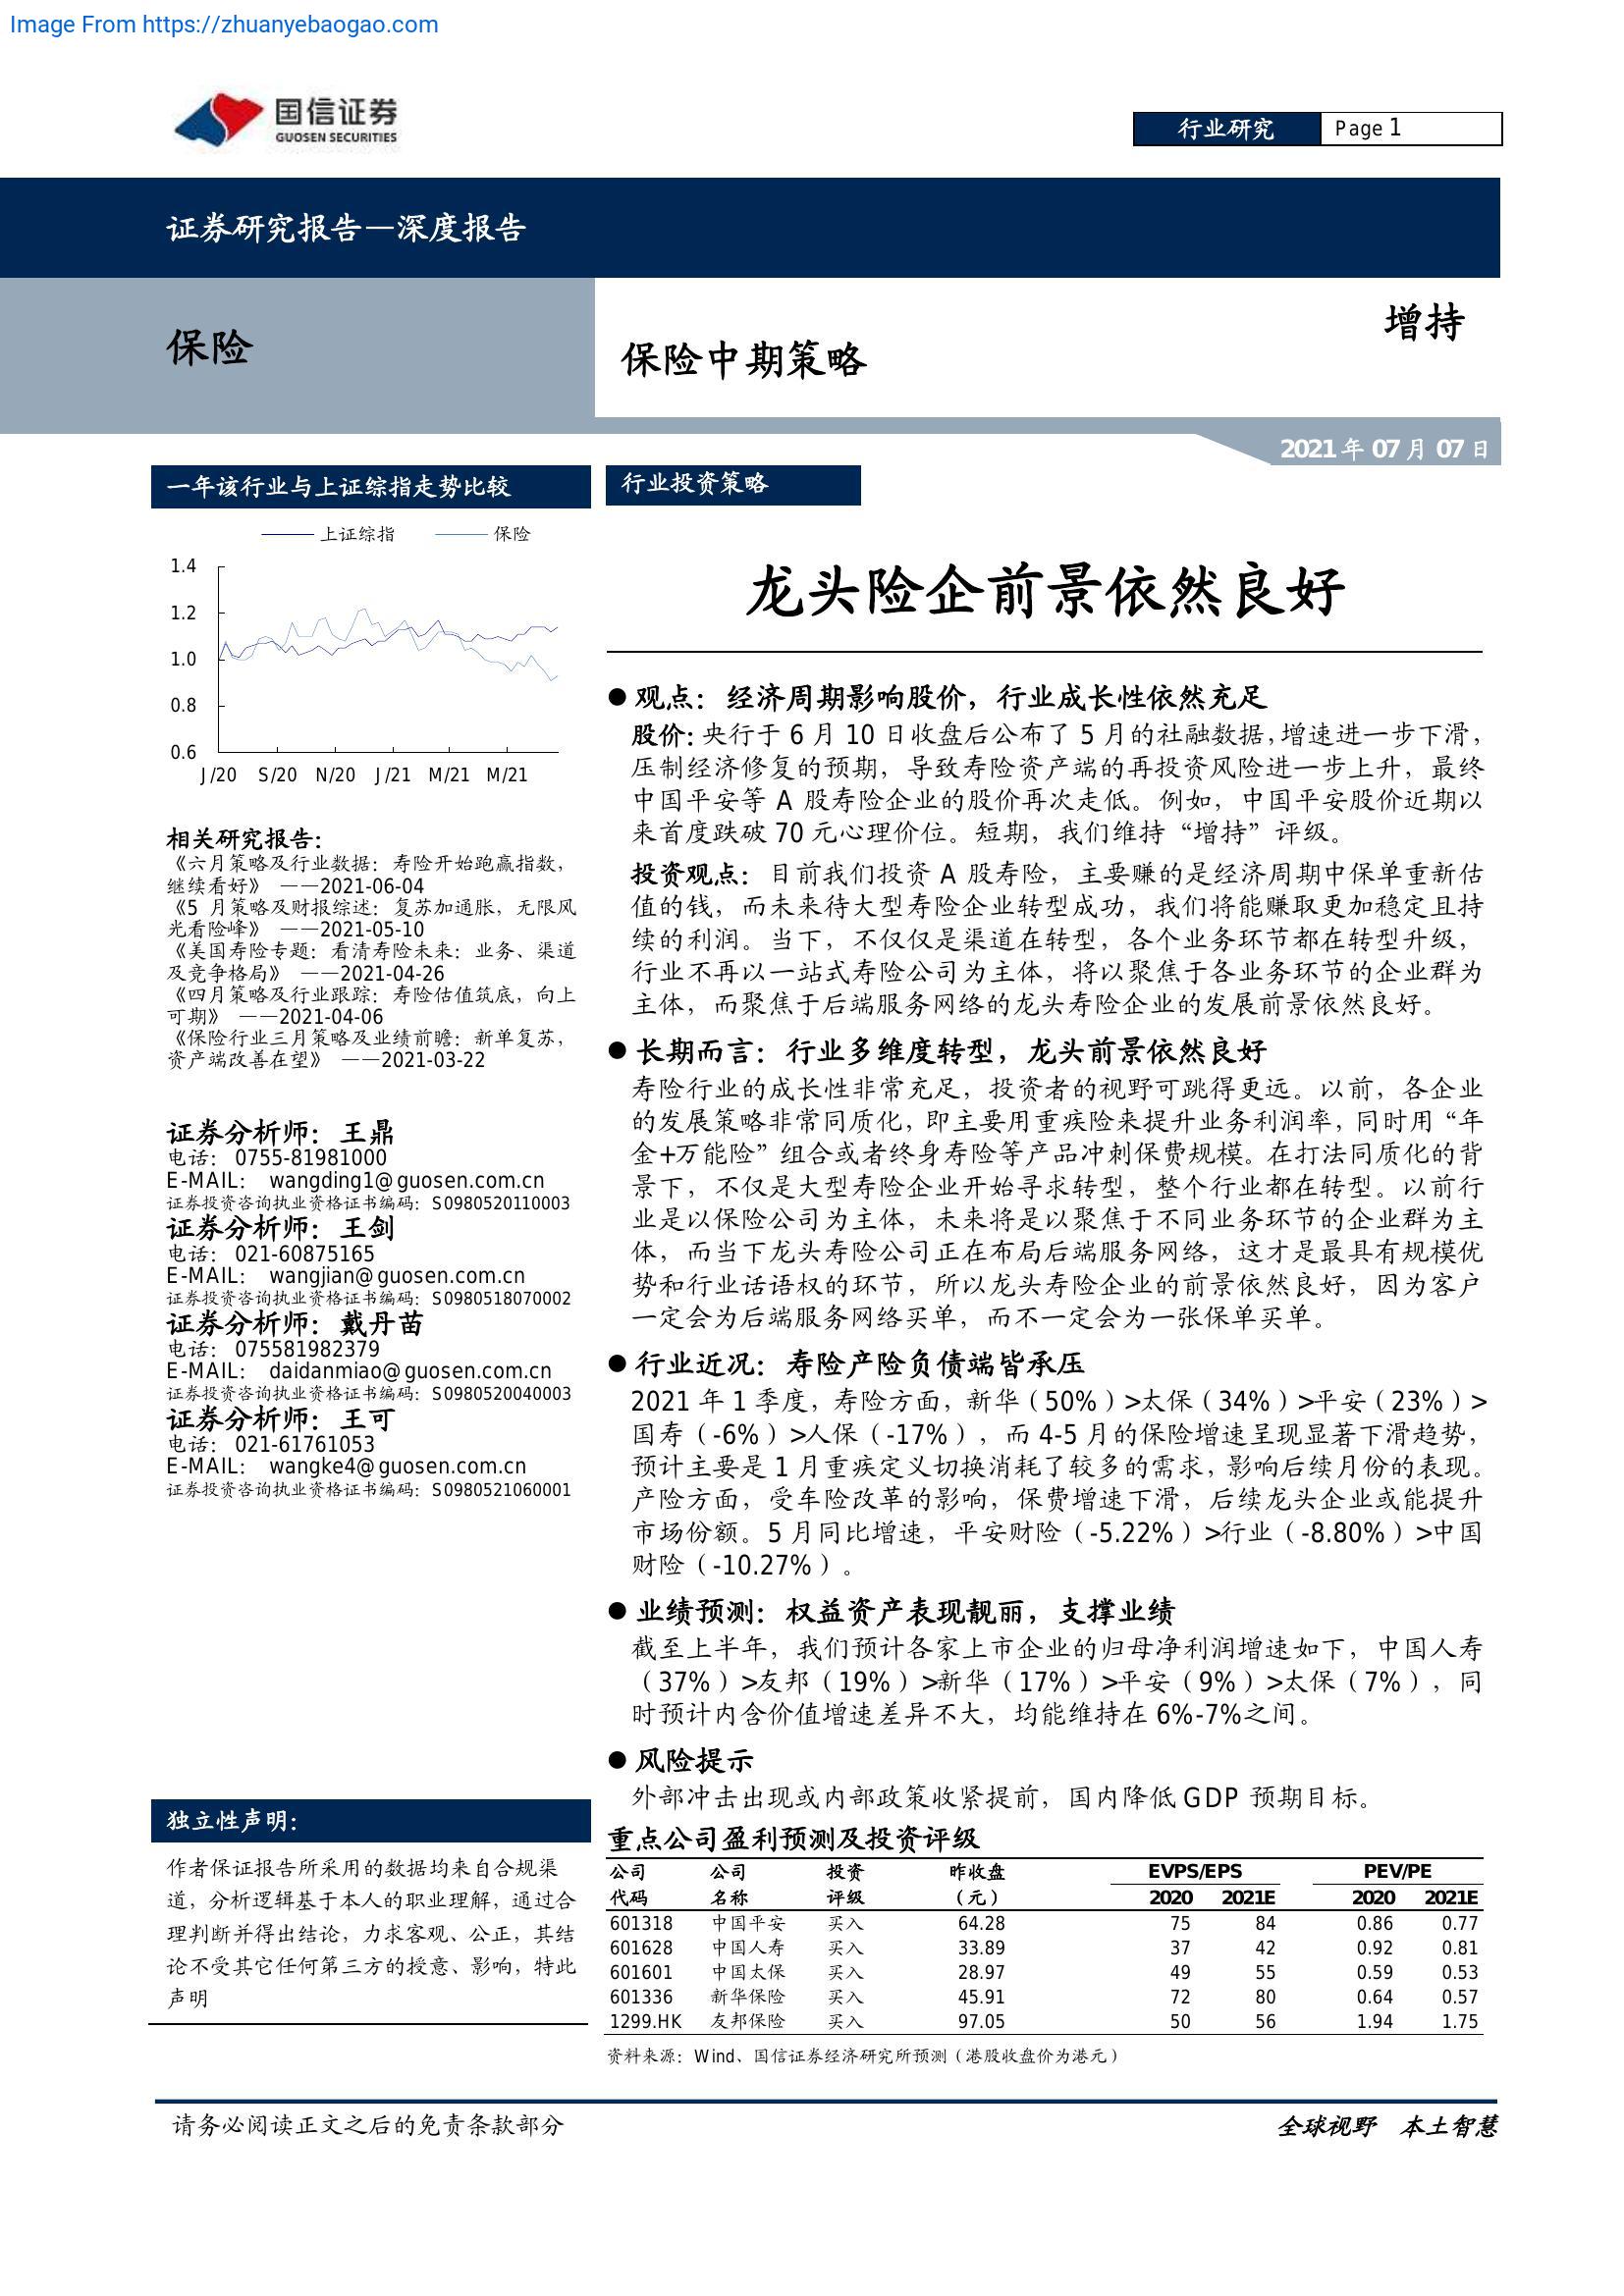 Image From https://zhuanyebaogao.com
国信证券
GUOSEN SECURITIES
行业研究
Page 1
证券研究报告—深度报告
保险
保险中期策略
增持
2021 年 07 月 07 日
一年该行业与上证综指走势比较
上证综指 保险
1.4
1.2
1.0
0.8
0.6
J/20 S/20 N/20 J/21 M/21 M/21
相关研究报告：
《六月策略及行业数据：寿险开始跑赢指数，
继续看好》 ——2021-06-04
《5 月策略及财报综述：复苏加通胀，无限风
光看险峰》 ——2021-05-10
《美国寿险专题：看清寿险未来：业务、渠道
及竞争格局》 ——2021-04-26
《四月策略及行业跟踪：寿险估值筑底，向上
可期》 ——2021-04-06
《保险行业三月策略及业绩前瞻：新单复苏，
资产端改善在望》 ——2021-03-22
证券分析师：王鼎
电话： 0755-81981000
E-MAIL： wangding1@guosen.com.cn
证券投资咨询执业资格证书编码：S0980520110003
证券分析师：王剑
电话： 021-60875165
E-MAIL： wangjian@guosen.com.cn
证券投资咨询执业资格证书编码：S0980518070002
证券分析师：戴丹苗
电话： 075581982379
E-MAIL： daidanmiao@guosen.com.cn
证券投资咨询执业资格证书编码：S0980520040003
证券分析师：王可
电话： 021-61761053
E-MAIL： wangke4@guosen.com.cn
证券投资咨询执业资格证书编码：S0980521060001
独立性声明：
作者保证报告所采用的数据均来自合规渠
道，分析逻辑基于本人的职业理解，通过合
理判断并得出结论，力求客观、公正，其结
论不受其它任何第三方的授意、影响，特此
声明
行业投资策略
龙头险企前景依然良好
● 观点：经济周期影响股价，行业成长性依然充足
股价：央行于 6 月 10 日收盘后公布了 5 月的社融数据，增速进一步下滑，
压制经济修复的预期，导致寿险资产端的再投资风险进一步上升，最终
中国平安等 A 股寿险企业的股价再次走低。例如，中国平安股价近期以
来首度跌破 70 元心理价位。短期，我们维持“增持”评级。
投资观点：目前我们投资 A 股寿险，主要赚的是经济周期中保单重新估
值的钱，而未来待大型寿险企业转型成功，我们将能赚取更加稳定且持
续的利润。当下，不仅仅是渠道在转型，各个业务环节都在转型升级，
行业不再以一站式寿险公司为主体，将以聚焦于各业务环节的企业群为
主体，而聚焦于后端服务网络的龙头寿险企业的发展前景依然良好。
● 长期而言：行业多维度转型，龙头前景依然良好
寿险行业的成长性非常充足，投资者的视野可跳得更远。以前，各企业
的发展策略非常同质化，即主要用重疾险来提升业务利润率，同时用“年
金+万能险”组合或者终身寿险等产品冲刺保费规模。在打法同质化的背
景下，不仅是大型寿险企业开始寻求转型，整个行业都在转型。以前行
业是以保险公司为主体，未来将是以聚焦于不同业务环节的企业群为主
体，而当下龙头寿险公司正在布局后端服务网络，这才是最具有规模优
势和行业话语权的环节，所以龙头寿险企业的前景依然良好，因为客户
一定会为后端服务网络买单，而不一定会为一张保单买单。
● 行业近况：寿险产险负债端皆承压
2021 年 1 季度，寿险方面，新华（50%）>太保（34%）>平安（23%）>
国寿（-6%）>人保（-17%），而 4-5 月的保险增速呈现显著下滑趋势，
预计主要是 1 月重疾定义切换消耗了较多的需求，影响后续月份的表现。
产险方面，受车险改革的影响，保费增速下滑，后续龙头企业或能提升
市场份额。5 月同比增速，平安财险（-5.22%）>行业（-8.80%）>中国
财险（-10.27%）。
● 业绩预测：权益资产表现靓丽，支撑业绩
截至上半年，我们预计各家上市企业的归母净利润增速如下，中国人寿
（37%）>友邦（19%）>新华（17%）>平安（9%）>太保（7%），同
时预计内含价值增速差异不大，均能维持在 6%-7%之间。
● 风险提示
外部冲击出现或内部政策收紧提前，国内降低 GDP 预期目标。
重点公司盈利预测及投资评级
公司 公司 投资 昨收盘 EVPS/EPS PEV/PE
代码 名称 评级 （元） 2020 2021E 2020 2021E
601318 中国平安 买入 64.28 75 84 0.86 0.77
601628 中国人寿 买入 33.89 37 42 0.92 0.81
601601 中国太保 买入 28.97 49 55 0.59 0.53
601336 新华保险 买入 45.91 72 80 0.64 0.57
1299.HK 友邦保险 买入 97.05 50 56 1.94 1.75
资料来源：Wind、国信证券经济研究所预测（港股收盘价为港元）
请务必阅读正文之后的免责条款部分
全球视野 本土智慧